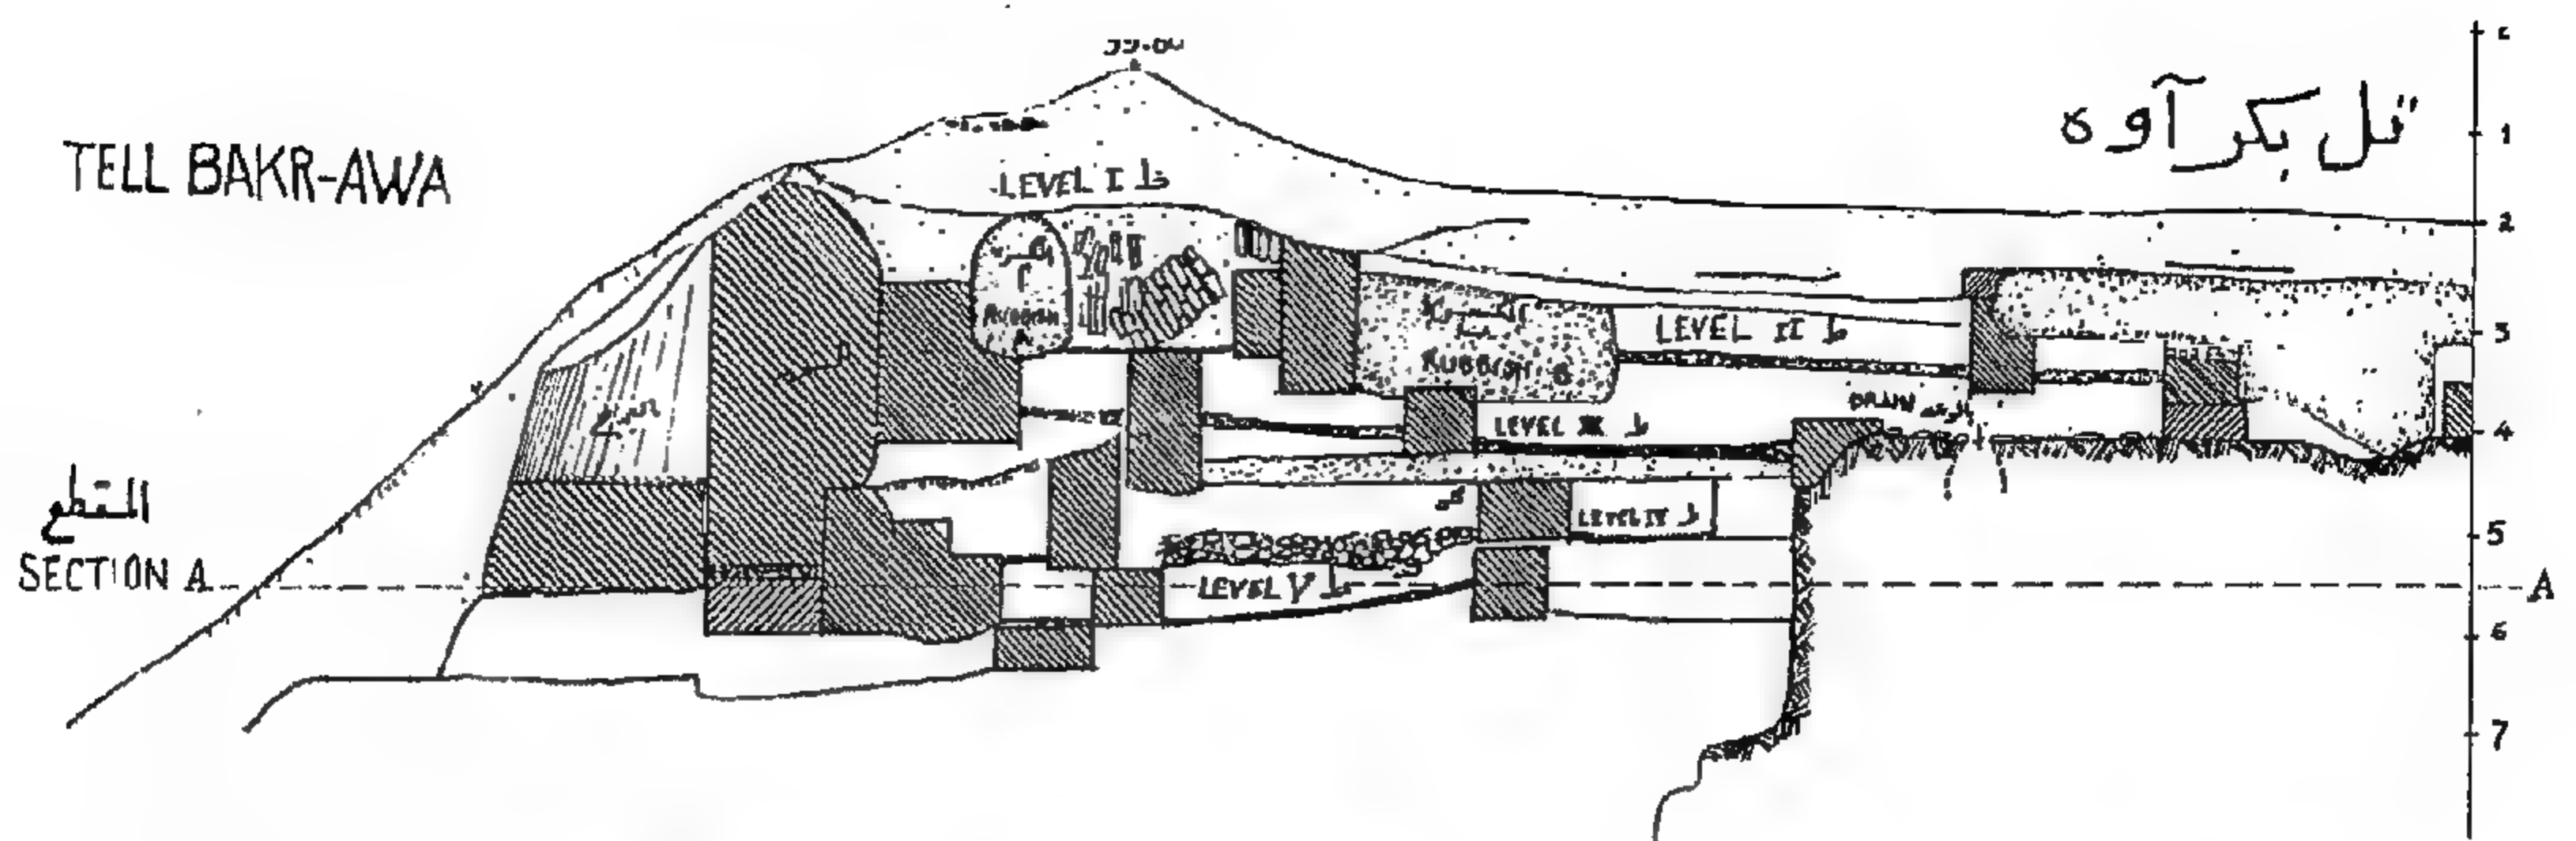 TELL BAKR-AWA
تل بكر آوه
LEVEL I ط
RUBBISH A
LEVEL II ط
RUBBISH B
LEVEL III ط
DRAIN
LEVEL IV ط
LEVEL V ط
القطع
SECTION A
A
1
2
3
4
5
6
7